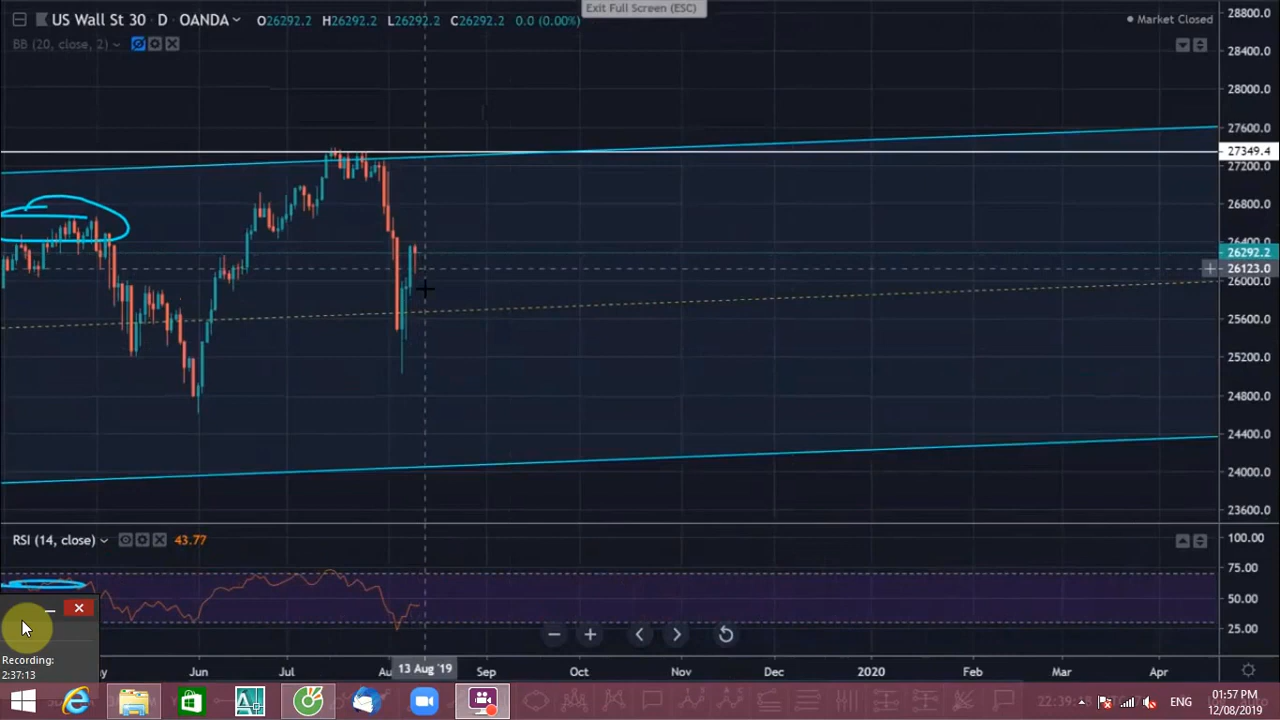 Exit Full Screen (ESC)
US Wall St 30 D OANDA O26292.2 H26292.2 L26292.2 C26292.2 0.0 (0.00%)
Market Closed
BB (20, close, 2)
28800.0
28400.0
28000.0
27600.0
27349.4
27200.0
26800.0
26400.0
26292.2
26123.0
26000.0
25600.0
25200.0
24800.0
24400.0
24000.0
23600.0
RSI (14, close) 43.77
100.00
75.00
50.00
25.00
Recording:
2:37:13
Jun Jul 13 Aug '19 Sep Oct Nov Dec 2020 Feb Mar Apr
ENG
01:57 PM
12/08/2019